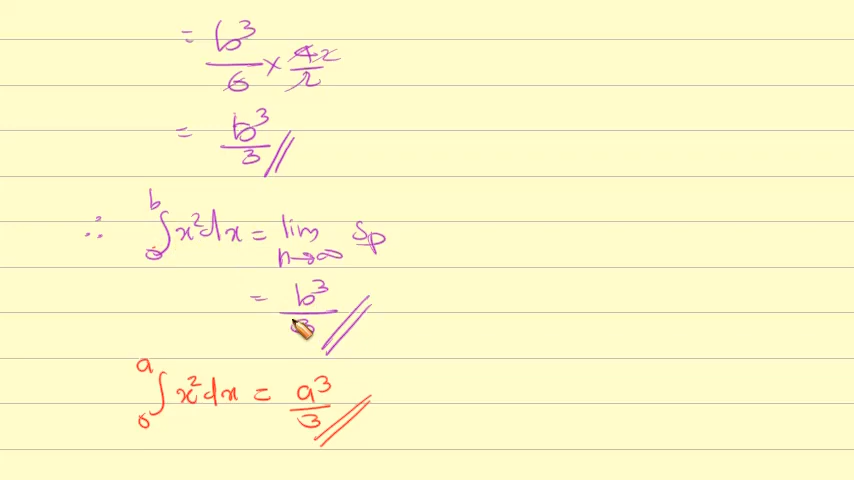 = b³/6 × 42/2
= b³/3 //
∴ ∫₀ᵇ x² dx = lim n→∞ Sp
= b³/3 //
∫₀ᵃ x² dx = a³/3 //